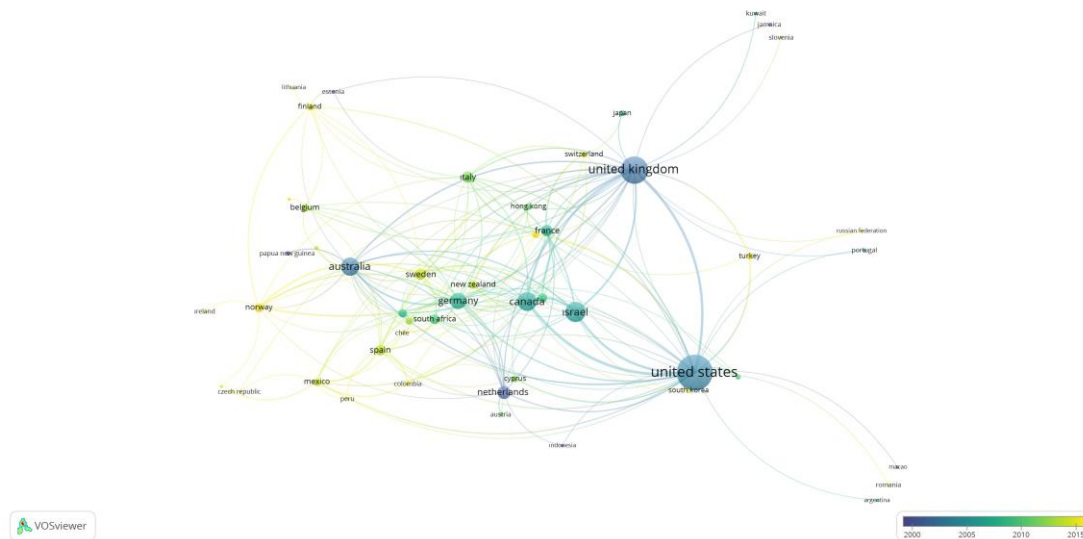 kuwait
jamaica
slovenia
lithuania
estonia
finland
japan
switzerland
united kingdom
italy
hong kong
belgium
france
russian federation
papua new guinea
portugal
turkey
australia
sweden
new zealand
germany
canada
norway
israel
ireland
south africa
chile
spain
united states
cyprus
mexico
colombia
czech republic
south korea
netherlands
peru
austria
indonesia
macao
romania
argentina
VOSviewer
2000 2005 2010 2015